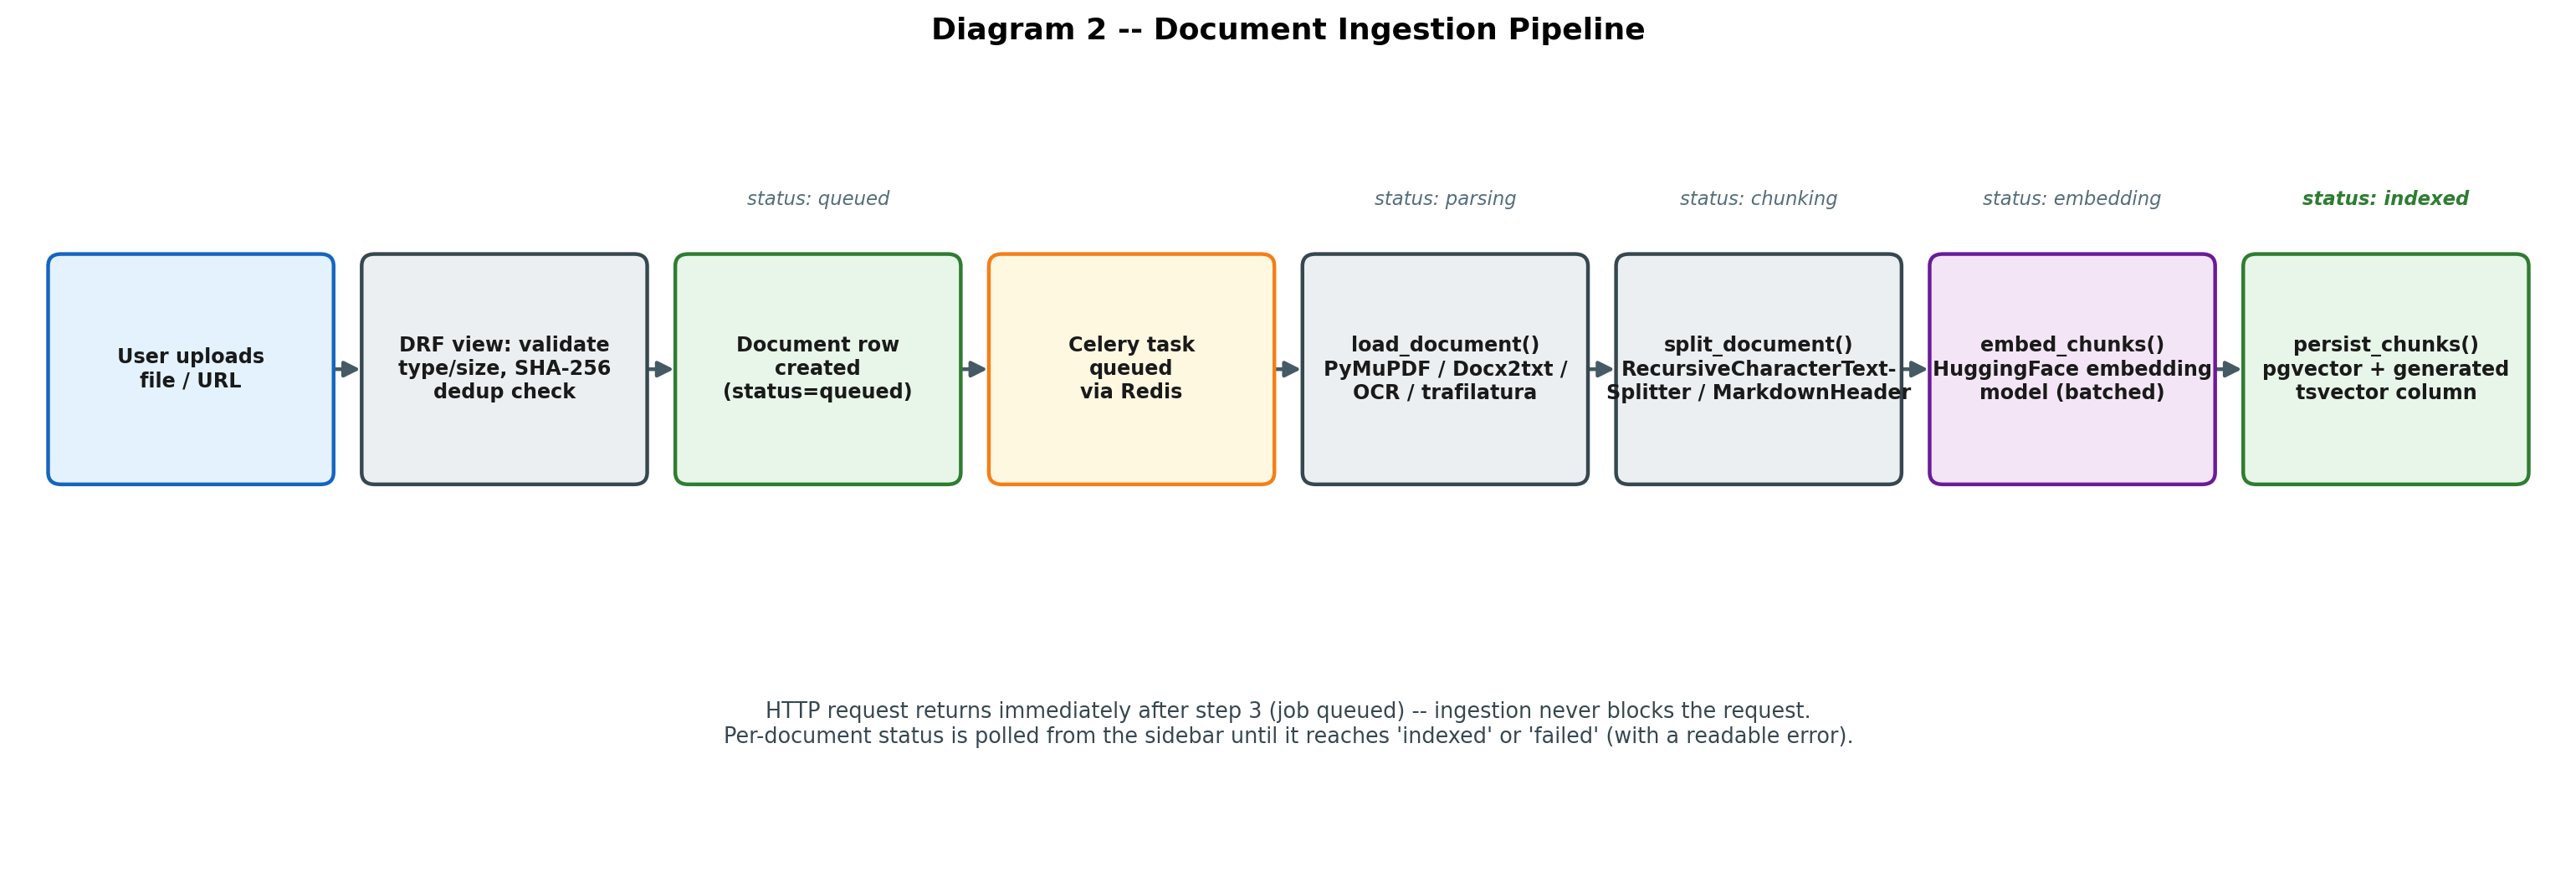 Diagram 2 -- Document Ingestion Pipeline
status: queued
status: parsing
status: chunking
status: embedding
status: indexed
User uploads
file / URL
DRF view: validate
type/size, SHA-256
dedup check
Document row
created
(status=queued)
Celery task
queued
via Redis
load_document()
PyMuPDF / Docx2txt /
OCR / trafilatura
split_document()
RecursiveCharacterText-
Splitter / MarkdownHeader
embed_chunks()
HuggingFace embedding
model (batched)
persist_chunks()
pgvector + generated
tsvector column
HTTP request returns immediately after step 3 (job queued) -- ingestion never blocks the request.
Per-document status is polled from the sidebar until it reaches 'indexed' or 'failed' (with a readable error).